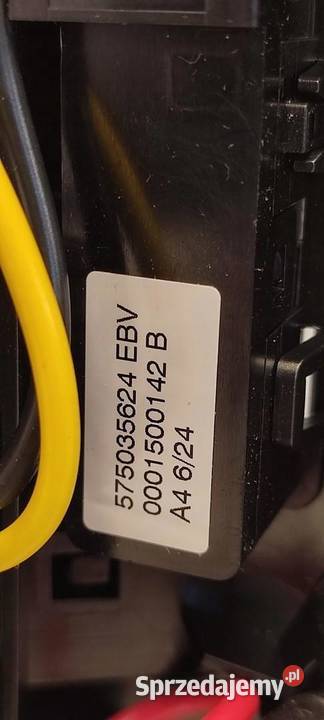 575035624 EBV
0001500142 B
A4 6/24
Sprzedajemy.pl